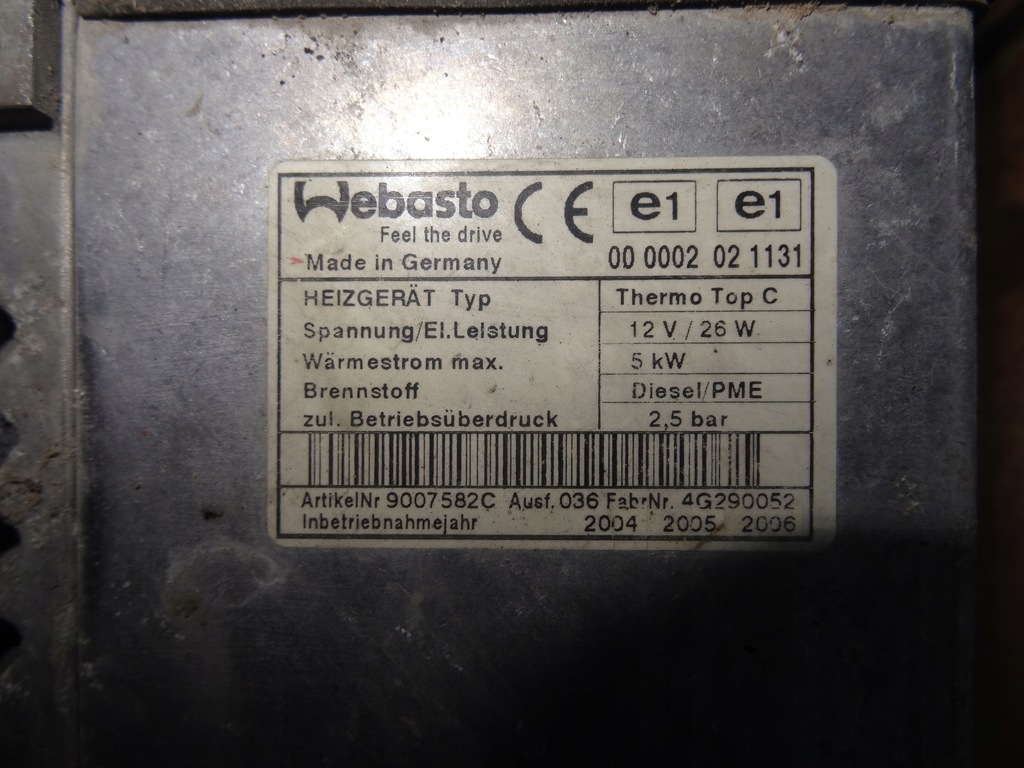 Webasto CE e1 e1
Feel the drive
Made in Germany 00 0002 02 1131
HEIZGERÄT Typ Thermo Top C
Spannung/El.Leistung 12 V / 26 W
Wärmestrom max. 5 kW
Brennstoff Diesel/PME
zul. Betriebsüberdruck 2,5 bar
ArtikelNr 9007582C Ausf. 036 FabrNr. 4G290052
Inbetriebnahmejahr 2004 2005 2006